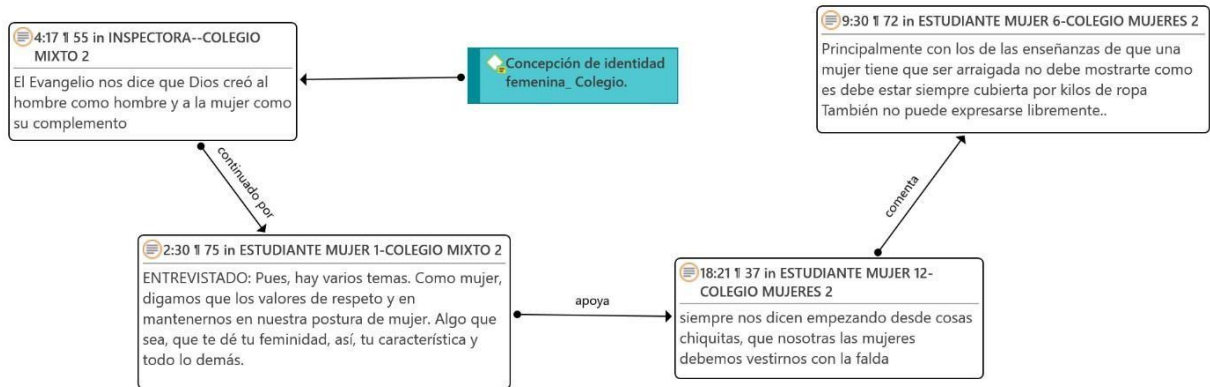 4:17 ¶ 55 in INSPECTORA--COLEGIO
MIXTO 2
El Evangelio nos dice que Dios creó al
hombre como hombre y a la mujer como
su complemento
Concepción de identidad
femenina_ Colegio.
9:30 ¶ 72 in ESTUDIANTE MUJER 6-COLEGIO MUJERES 2
Principalmente con los de las enseñanzas de que una
mujer tiene que ser arraigada no debe mostrarte como
es debe estar siempre cubierta por kilos de ropa
También no puede expresarse libremente..
continuado por
comenta
2:30 ¶ 75 in ESTUDIANTE MUJER 1-COLEGIO MIXTO 2
ENTREVISTADO: Pues, hay varios temas. Como mujer,
digamos que los valores de respeto y en
mantenernos en nuestra postura de mujer. Algo que
sea, que te dé tu feminidad, así, tu característica y
todo lo demás.
apoya
18:21 ¶ 37 in ESTUDIANTE MUJER 12-
COLEGIO MUJERES 2
siempre nos dicen empezando desde cosas
chiquitas, que nosotras las mujeres
debemos vestirnos con la falda